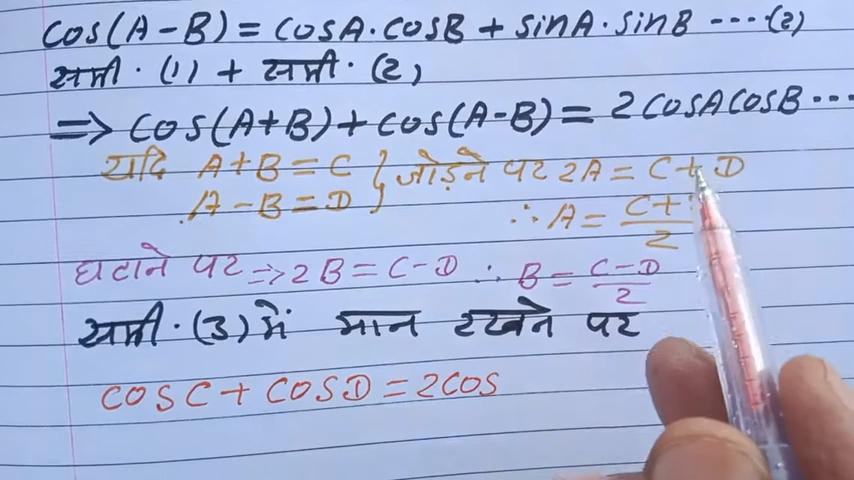 cos(A-B) = cosA·cosB + sinA·sinB ---(2)
समी·(1) + समी·(2)
⇒ cos(A+B) + cos(A-B) = 2cosAcosB ---
यदि A+B=C } जोड़ने पर 2A = C+D
A-B=D } ∴ A = C+ / 2
घटाने पर ⇒ 2B = C-D ∴ B = C-D / 2
समी·(3) में मान रखने पर
cosC + cosD = 2cos